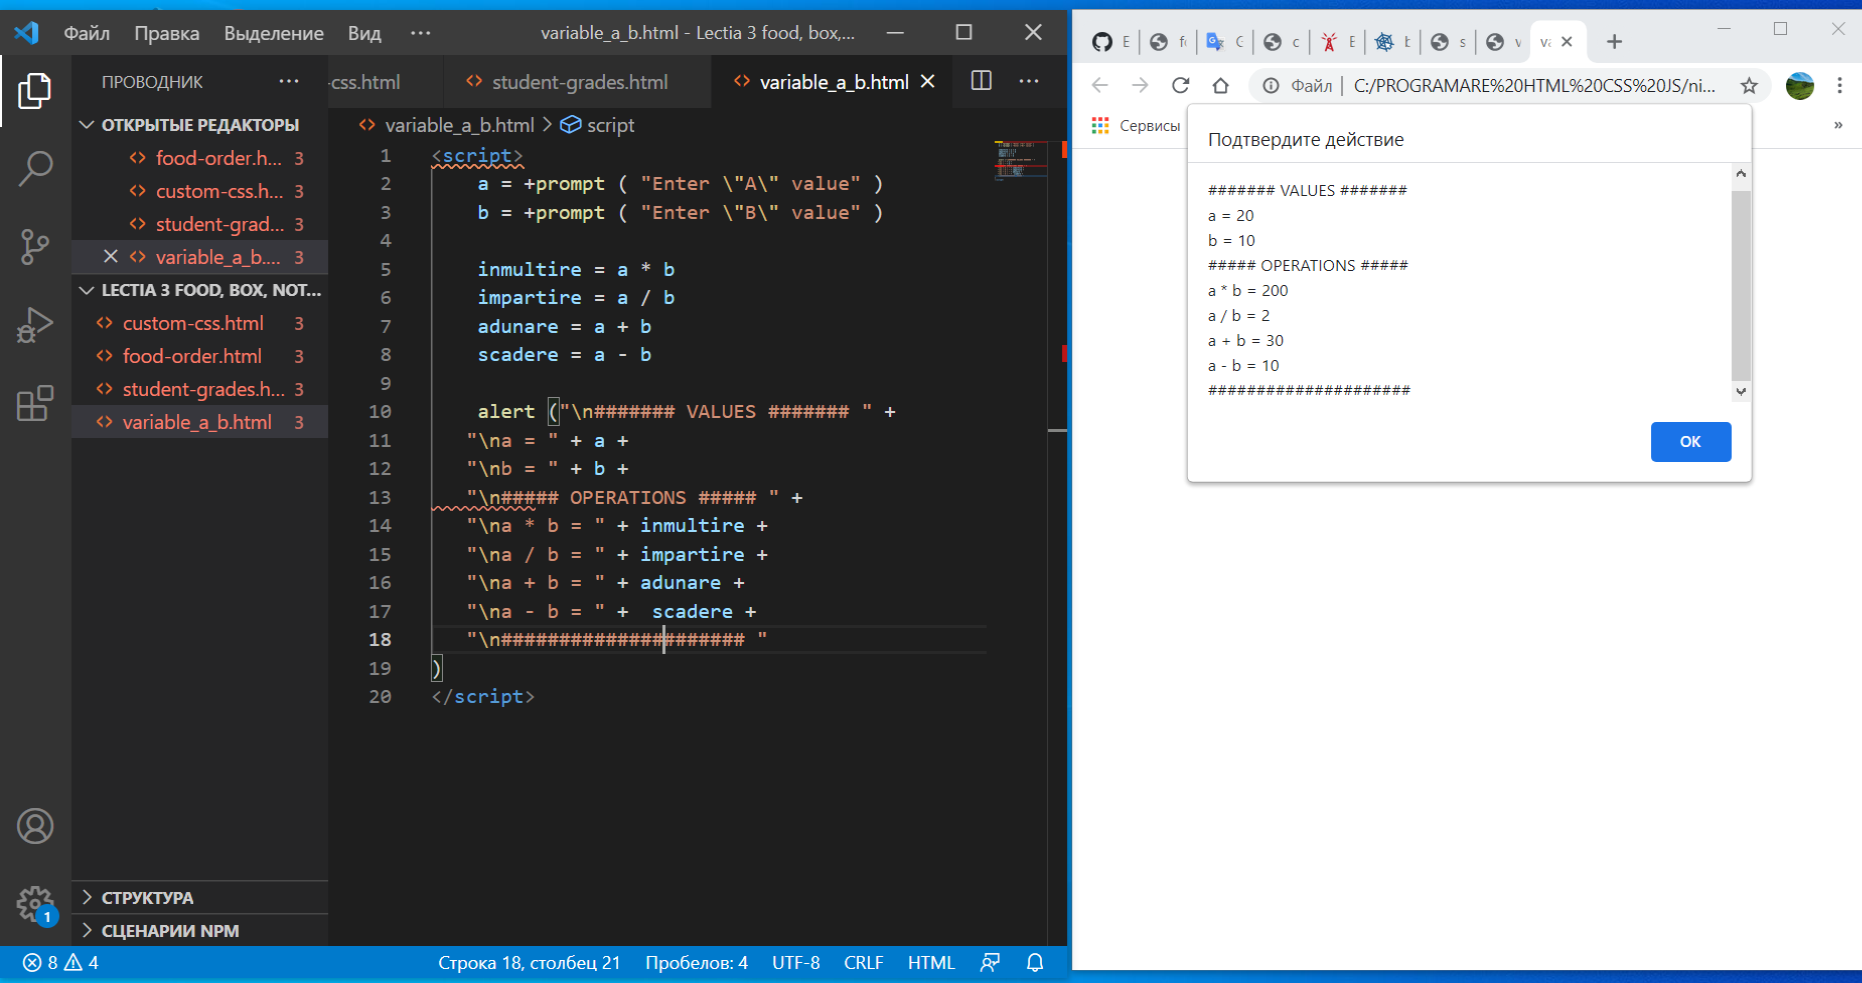 Файл Правка Выделение Вид ··· variable_a_b.html - Lectia 3 food, box,...
ПРОВОДНИК ···
ОТКРЫТЫЕ РЕДАКТОРЫ
food-order.h... 3
custom-css.h... 3
student-grad... 3
variable_a_b.... 3
LECTIA 3 FOOD, BOX, NOT...
custom-css.html 3
food-order.html 3
student-grades.h... 3
variable_a_b.html 3
СТРУКТУРА
СЦЕНАРИИ NPM
1
-css.html <> student-grades.html <> variable_a_b.html ···
<> variable_a_b.html > script
1 <script>
2 a = +prompt ( "Enter \"A\" value" )
3 b = +prompt ( "Enter \"B\" value" )
4
5 inmultire = a * b
6 impartire = a / b
7 adunare = a + b
8 scadere = a - b
9
10 alert ("\n####### VALUES ####### " +
11 "\na = " + a +
12 "\nb = " + b +
13 "\n##### OPERATIONS ##### " +
14 "\na * b = " + inmultire +
15 "\na / b = " + impartire +
16 "\na + b = " + adunare +
17 "\na - b = " +  scadere +
18 "\n##################### "
19 )
20 </script>
8 4 Строка 18, столбец 21 Пробелов: 4 UTF-8 CRLF HTML
Файл | C:/PROGRAMARE%20HTML%20CSS%20JS/ni...
Сервисы »
Подтвердите действие
####### VALUES #######
a = 20
b = 10
##### OPERATIONS #####
a * b = 200
a / b = 2
a + b = 30
a - b = 10
#####################
OK